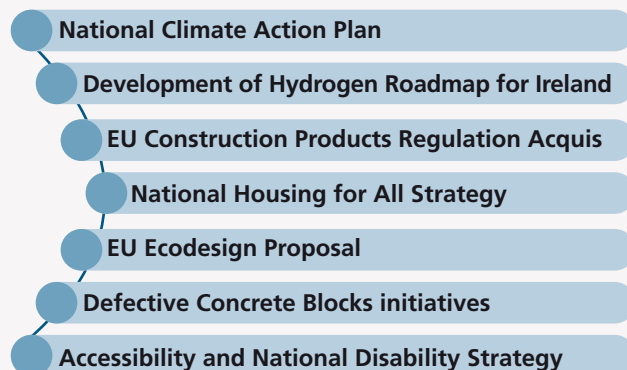 National Climate Action Plan
Development of Hydrogen Roadmap for Ireland
EU Construction Products Regulation Acquis
National Housing for All Strategy
EU Ecodesign Proposal
Defective Concrete Blocks initiatives
Accessibility and National Disability Strategy